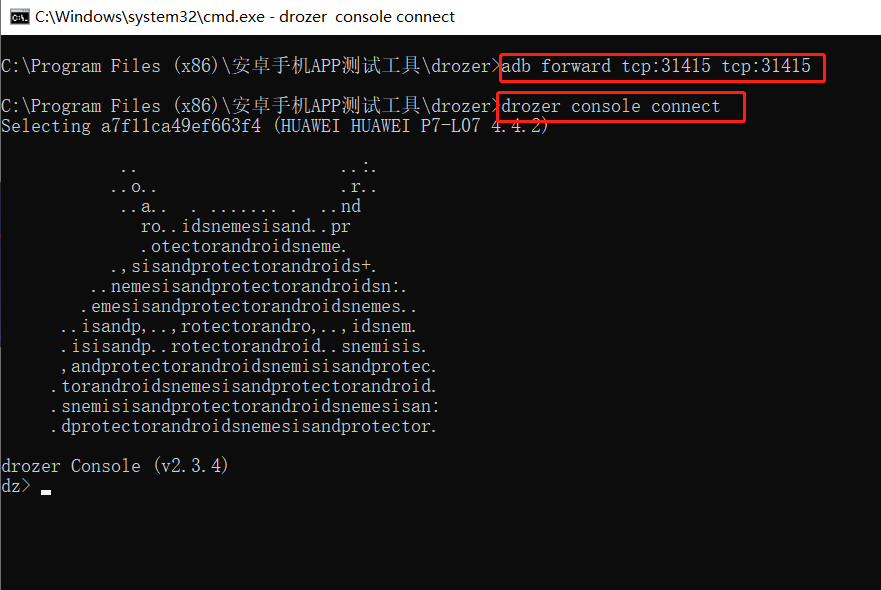 C:\Windows\system32\cmd.exe - drozer  console connect
C:\Program Files (x86)\安卓手机APP测试工具\drozer>adb forward tcp:31415 tcp:31415
C:\Program Files (x86)\安卓手机APP测试工具\drozer>drozer console connect
Selecting a7f11ca49ef663f4 (HUAWEI HUAWEI P7-L07 4.4.2)
            ..                    ..:.
           ..o..                  .r..
            ..a..  . ....... .  ..nd
              ro..idsnemesisand..pr
              .otectorandroidsneme.
           .,sisandprotectorandroids+.
         ..nemesisandprotectorandroidsn:.
        .emesisandprotectorandroidsnemes..
      ..isandp,..,rotectorandro,..,idsnem.
      .isisandp..rotectorandroid..snemisis.
      ,andprotectorandroidsnemisisandprotec.
     .torandroidsnemesisandprotectorandroid.
     .snemisisandprotectorandroidsnemesisan:
     .dprotectorandroidsnemesisandprotector.
drozer Console (v2.3.4)
dz>